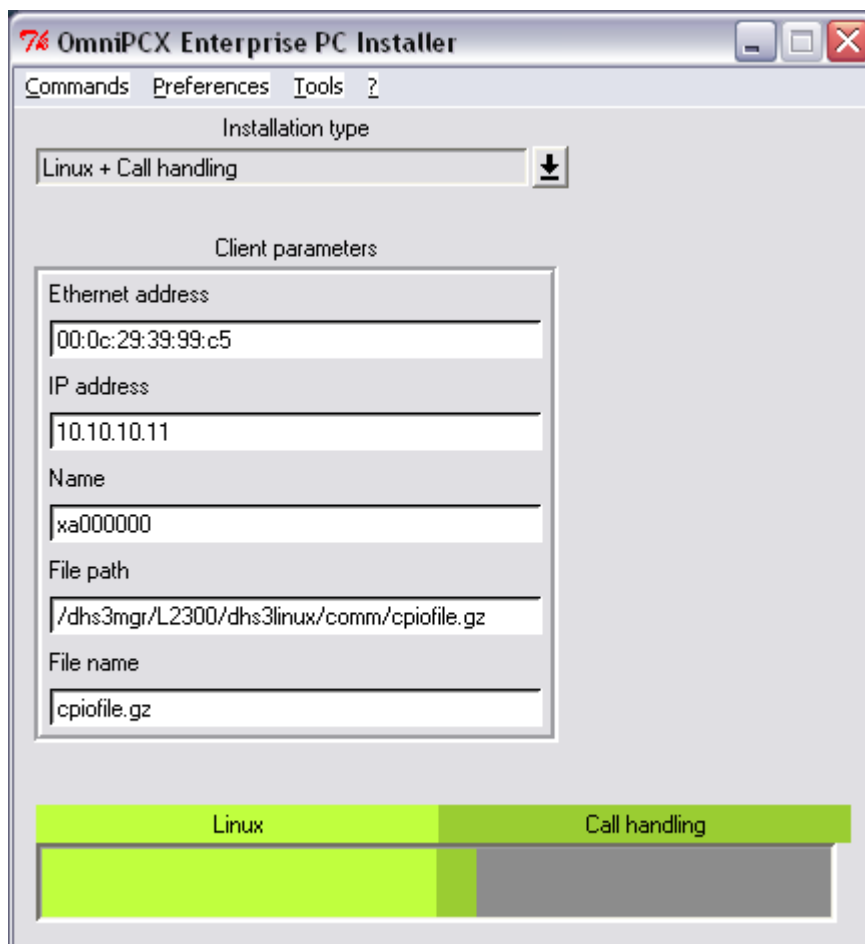 OmniPCX Enterprise PC Installer
Commands Preferences Tools ?
Installation type
Linux + Call handling
Client parameters
Ethernet address
00:0c:29:39:99:c5
IP address
10.10.10.11
Name
xa000000
File path
/dhs3mgr/L2300/dhs3linux/comm/cpiofile.gz
File name
cpiofile.gz
Linux Call handling